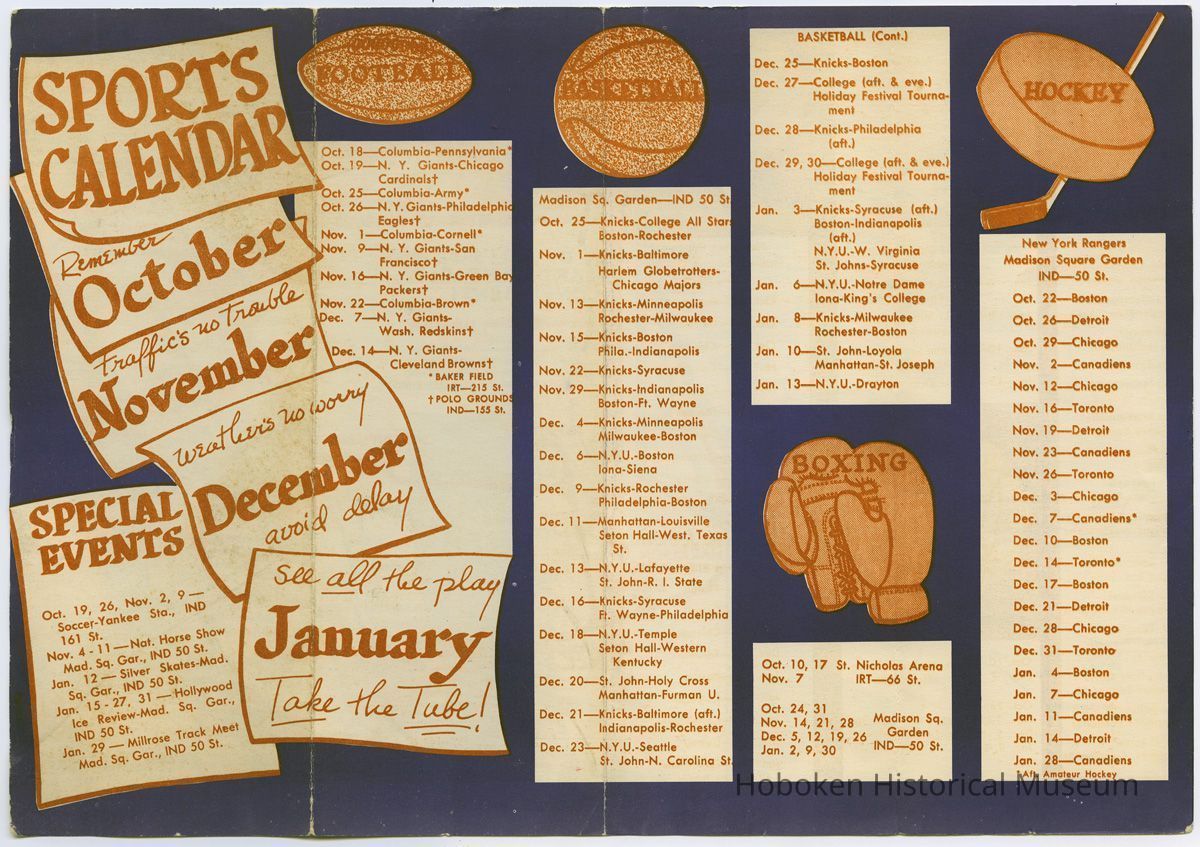 SPORTS
CALENDAR
Remember
October
Traffic's no trouble
November
weather's no worry
December
avoid delay
see all the play
January
Take the Tube!
SPECIAL
EVENTS
Oct. 19, 26, Nov. 2, 9 —
Soccer-Yankee Sta., IND
161 St.
Nov. 4 - 11 — Nat. Horse Show
Mad. Sq. Gar., IND 50 St.
Jan. 12 — Silver Skates-Mad.
Sq. Gar., IND 50 St.
Jan. 15 - 27, 31 — Hollywood
Ice Review-Mad. Sq. Gar.,
IND 50 St.
Jan. 29 — Millrose Track Meet
Mad. Sq. Gar., IND 50 St.
FOOTBALL
Oct. 18—Columbia-Pennsylvania*
Oct. 19—N. Y. Giants-Chicago
Cardinals†
Oct. 25—Columbia-Army*
Oct. 26—N.Y. Giants-Philadelphia
Eagles†
Nov. 1—Columbia-Cornell*
Nov. 9—N. Y. Giants-San
Francisco†
Nov. 16—N. Y. Giants-Green Bay
Packers†
Nov. 22—Columbia-Brown*
Dec. 7—N. Y. Giants-
Wash. Redskins†
Dec. 14—N. Y. Giants-
Cleveland Browns†
* BAKER FIELD
IRT—215 St.
† POLO GROUNDS
IND—155 St.
BASKETBALL
Madison Sq. Garden—IND 50 St.
Oct. 25—Knicks-College All Stars
Boston-Rochester
Nov. 1—Knicks-Baltimore
Harlem Globetrotters-
Chicago Majors
Nov. 13—Knicks-Minneapolis
Rochester-Milwaukee
Nov. 15—Knicks-Boston
Phila.-Indianapolis
Nov. 22—Knicks-Syracuse
Nov. 29—Knicks-Indianapolis
Boston-Ft. Wayne
Dec. 4—Knicks-Minneapolis
Milwaukee-Boston
Dec. 6—N.Y.U.-Boston
Iona-Siena
Dec. 9—Knicks-Rochester
Philadelphia-Boston
Dec. 11—Manhattan-Louisville
Seton Hall-West. Texas
St.
Dec. 13—N.Y.U.-Lafayette
St. John-R. I. State
Dec. 16—Knicks-Syracuse
Ft. Wayne-Philadelphia
Dec. 18—N.Y.U.-Temple
Seton Hall-Western
Kentucky
Dec. 20—St. John-Holy Cross
Manhattan-Furman U.
Dec. 21—Knicks-Baltimore (aft.)
Indianapolis-Rochester
Dec. 23—N.Y.U.-Seattle
St. John-N. Carolina St.
BASKETBALL (Cont.)
Dec. 25—Knicks-Boston
Dec. 27—College (aft. & eve.)
Holiday Festival Tourna-
ment
Dec. 28—Knicks-Philadelphia
(aft.)
Dec. 29, 30—College (aft. & eve.)
Holiday Festival Tourna-
ment
Jan. 3—Knicks-Syracuse (aft.)
Boston-Indianapolis
(aft.)
N.Y.U.-W. Virginia
St. Johns-Syracuse
Jan. 6—N.Y.U.-Notre Dame
Iona-King's College
Jan. 8—Knicks-Milwaukee
Rochester-Boston
Jan. 10—St. John-Loyola
Manhattan-St. Joseph
Jan. 13—N.Y.U.-Drayton
BOXING
Oct. 10, 17 St. Nicholas Arena
Nov. 7 IRT—66 St.
Oct. 24, 31
Nov. 14, 21, 28 Madison Sq.
Dec. 5, 12, 19, 26 Garden
Jan. 2, 9, 30 IND—50 St.
HOCKEY
New York Rangers
Madison Square Garden
IND—50 St.
Oct. 22—Boston
Oct. 26—Detroit
Oct. 29—Chicago
Nov. 2—Canadiens
Nov. 12—Chicago
Nov. 16—Toronto
Nov. 19—Detroit
Nov. 23—Canadiens
Nov. 26—Toronto
Dec. 3—Chicago
Dec. 7—Canadiens*
Dec. 10—Boston
Dec. 14—Toronto*
Dec. 17—Boston
Dec. 21—Detroit
Dec. 28—Chicago
Dec. 31—Toronto
Jan. 4—Boston
Jan. 7—Chicago
Jan. 11—Canadiens
Jan. 14—Detroit
Jan. 28—Canadiens
*Aft. Amateur Hockey
Hoboken Historical Museum